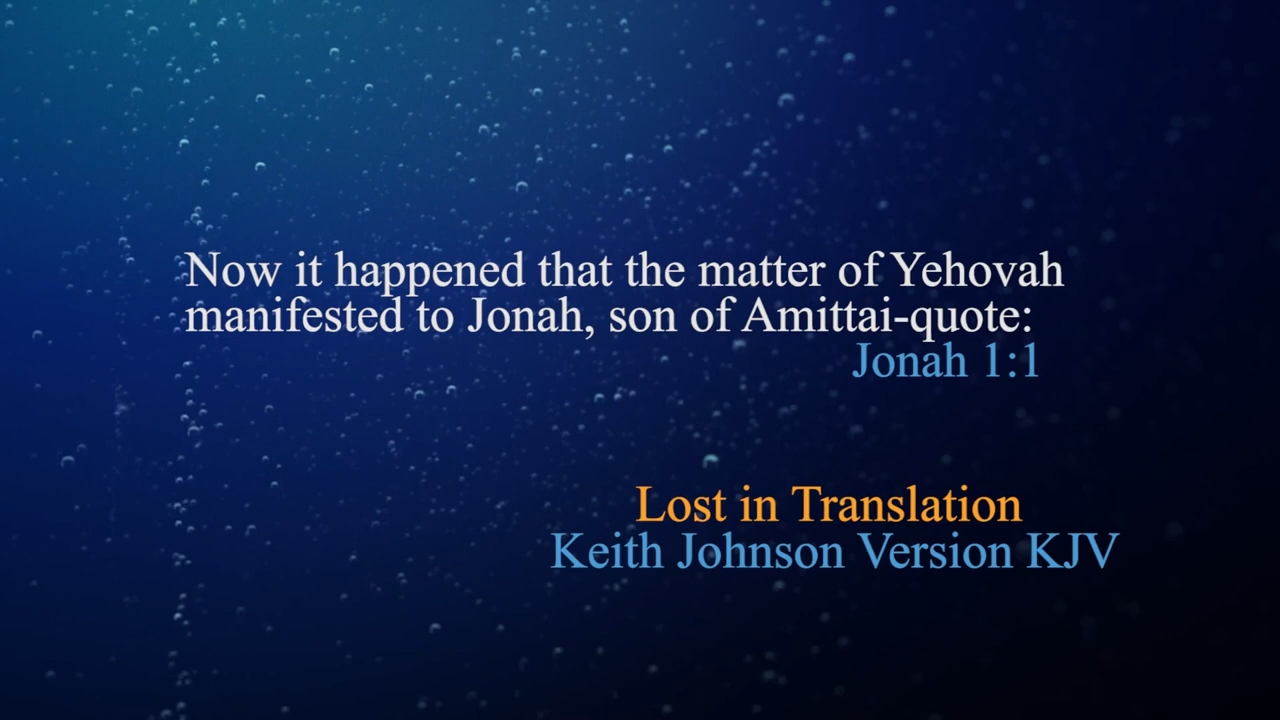 Now it happened that the matter of Yehovah
manifested to Jonah, son of Amittai-quote:
Jonah 1:1
Lost in Translation
Keith Johnson Version KJV